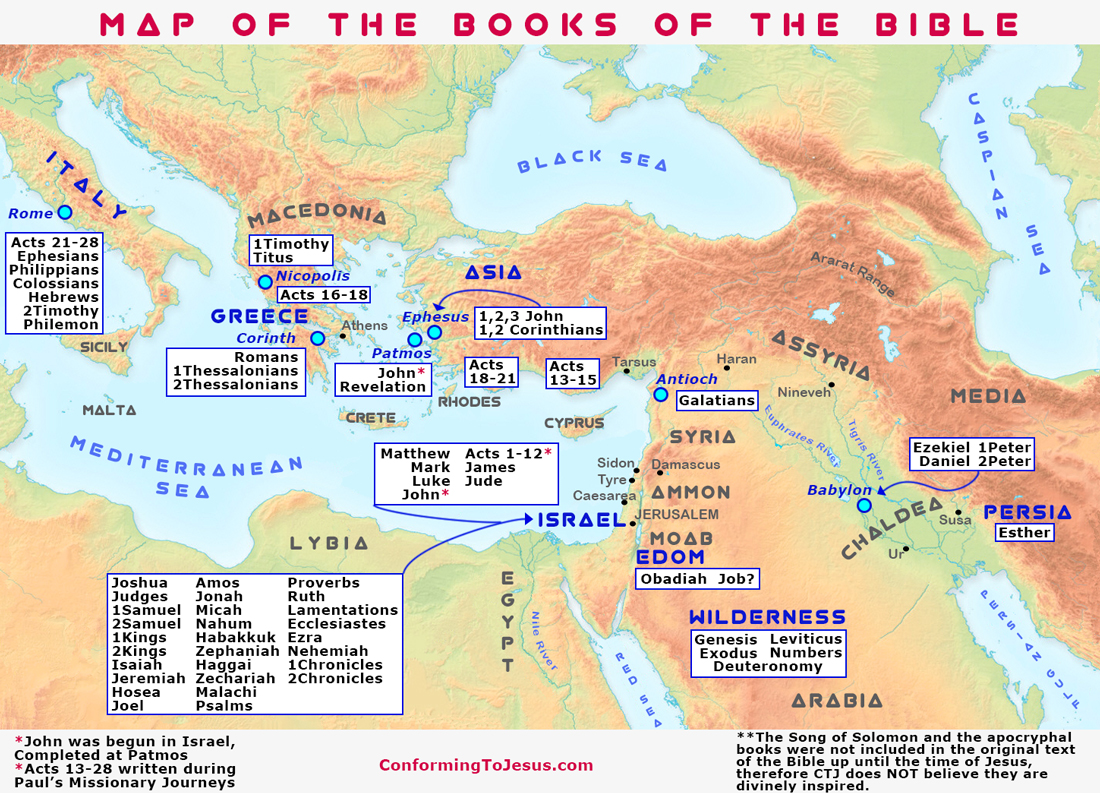 MAP OF THE BOOKS OF THE BIBLE
CASPIAN SEA
BLACK SEA
ITALY
Rome
MACEDONIA
Acts 21-28
Ephesians
Philippians
Colossians
Hebrews
2Timothy
Philemon
1Timothy
Titus
Nicopolis
Acts 16-18
ASIA
Ararat Range
GREECE
Corinth
Athens
Ephesus
1,2,3 John
1,2 Corinthians
Patmos
SICILY
Romans
1Thessalonians
2Thessalonians
John*
Revelation
Acts
18-21
Acts
13-15
Tarsus
Haran
ASSYRIA
Nineveh
MEDIA
Antioch
Galatians
MALTA
CRETE
RHODES
CYPRUS
SYRIA
Euphrates River
Tigris River
MEDITERRANEAN
SEA
Matthew Acts 1-12*
Mark James
Luke Jude
John*
Sidon
Damascus
Tyre
Caesarea
AMMON
Ezekiel 1Peter
Daniel 2Peter
Babylon
CHALDEA
Susa
PERSIA
Esther
Ur
ISRAEL
JERUSALEM
MOAB
EDOM
Obadiah Job?
LYBIA
EGYPT
Nile River
RED SEA
PERSIAN GULF
Joshua Amos Proverbs
Judges Jonah Ruth
1Samuel Micah Lamentations
2Samuel Nahum Ecclesiastes
1Kings Habakkuk Ezra
2Kings Zephaniah Nehemiah
Isaiah Haggai 1Chronicles
Jeremiah Zechariah 2Chronicles
Hosea Malachi
Joel Psalms
WILDERNESS
Genesis Leviticus
Exodus Numbers
Deuteronomy
ARABIA
*John was begun in Israel,
Completed at Patmos
*Acts 13-28 written during
Paul's Missionary Journeys
ConformingToJesus.com
**The Song of Solomon and the apocryphal
books were not included in the original text
of the Bible up until the time of Jesus,
therefore CTJ does NOT believe they are
divinely inspired.